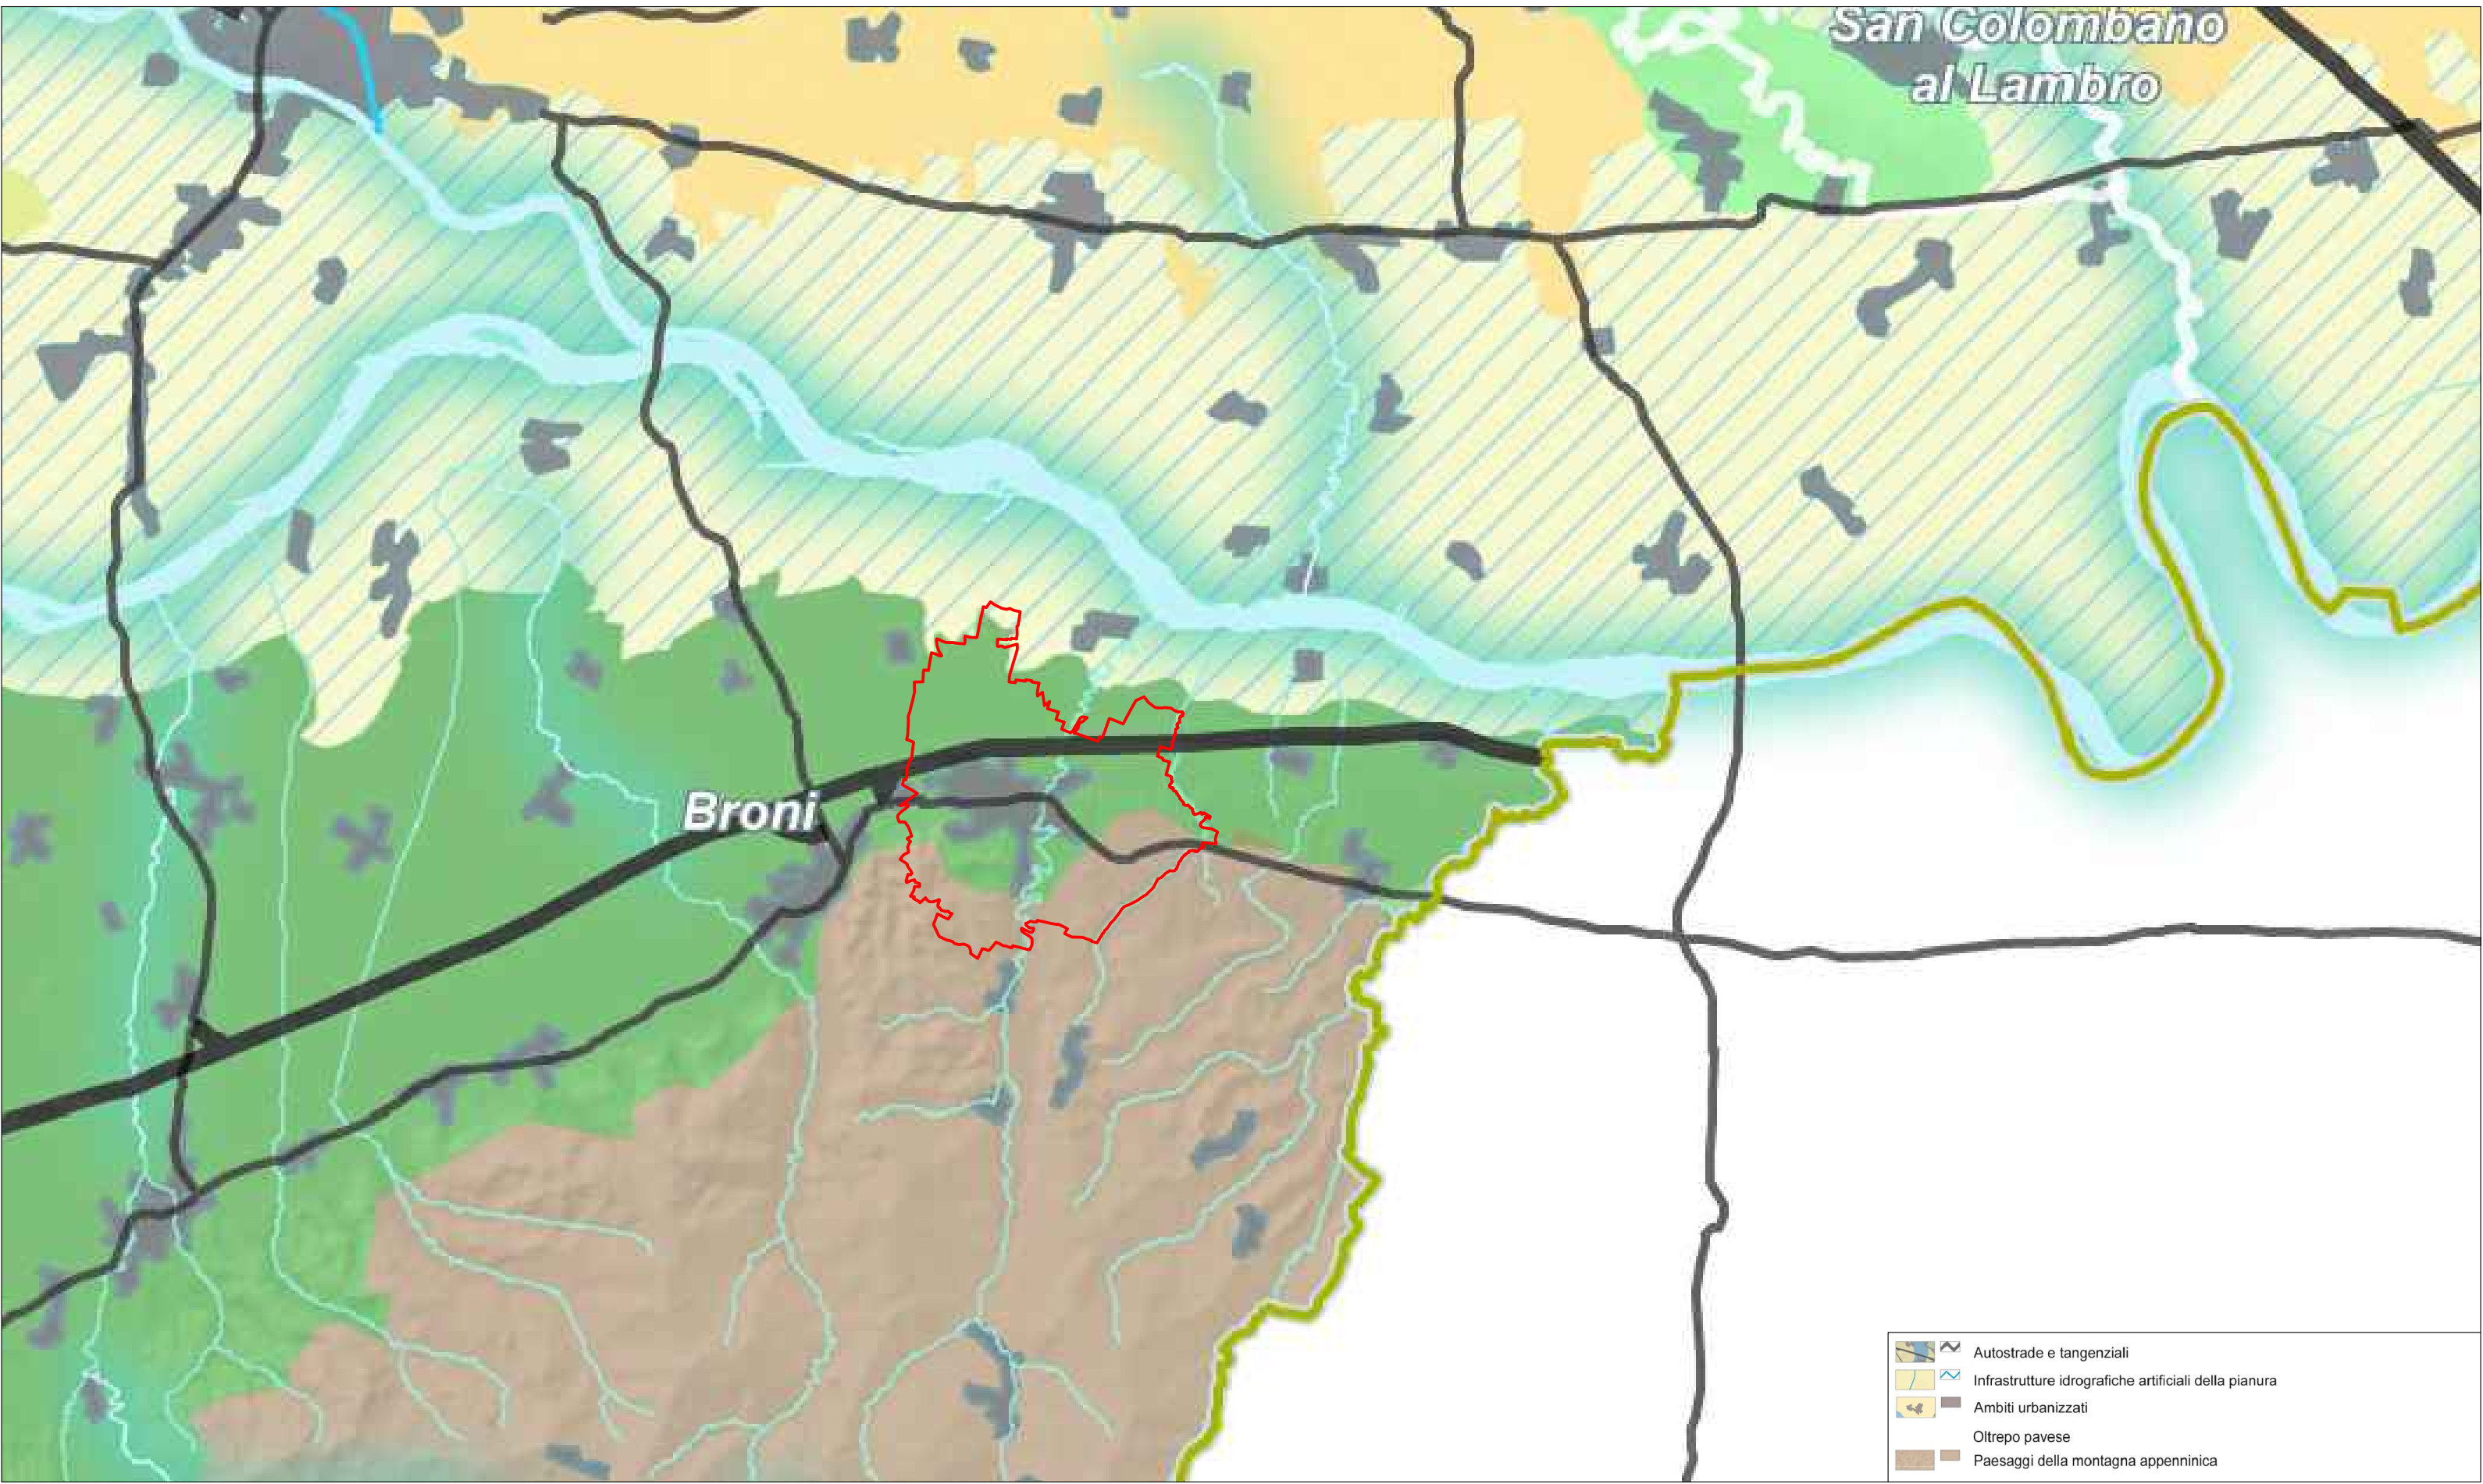 San Colombano
al Lambro
Broni
Autostrade e tangenziali
Infrastrutture idrografiche artificiali della pianura
Ambiti urbanizzati
Oltrepo pavese
Paesaggi della montagna appenninica